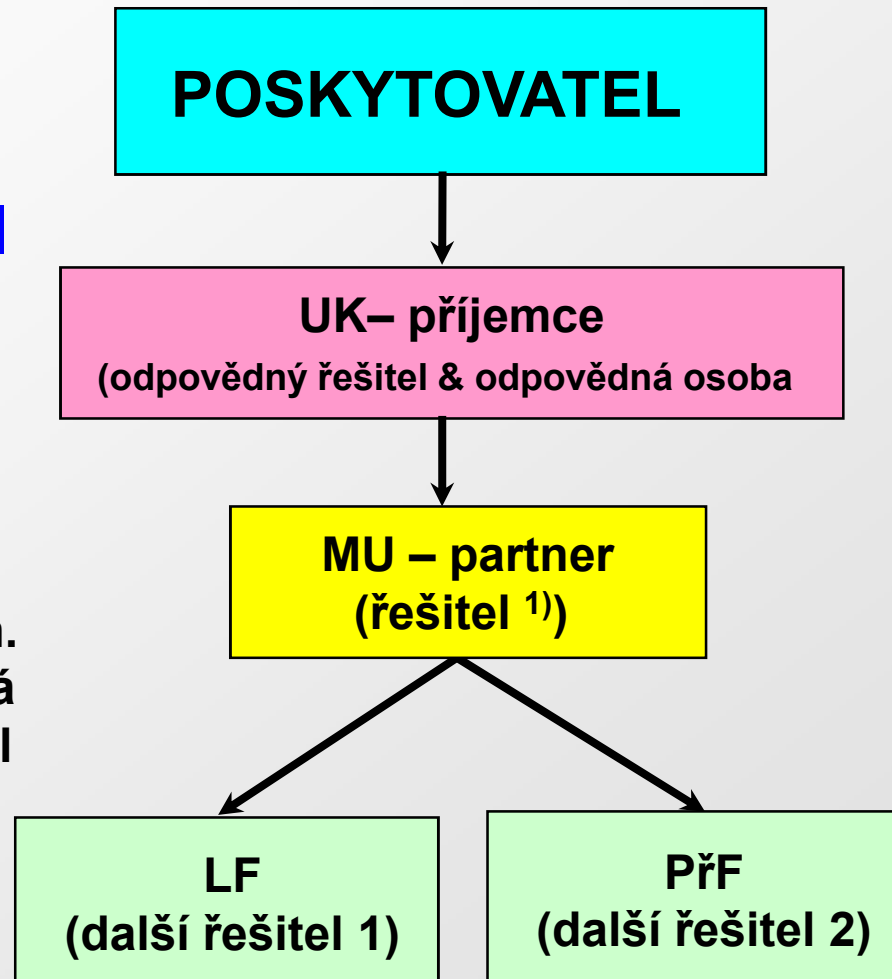 POSKYTOVATEL
UK– příjemce
(odpovědný řešitel & odpovědná osoba
MU – partner
(řešitel ¹⁾)
LF
(další řešitel 1)
PřF
(další řešitel 2)